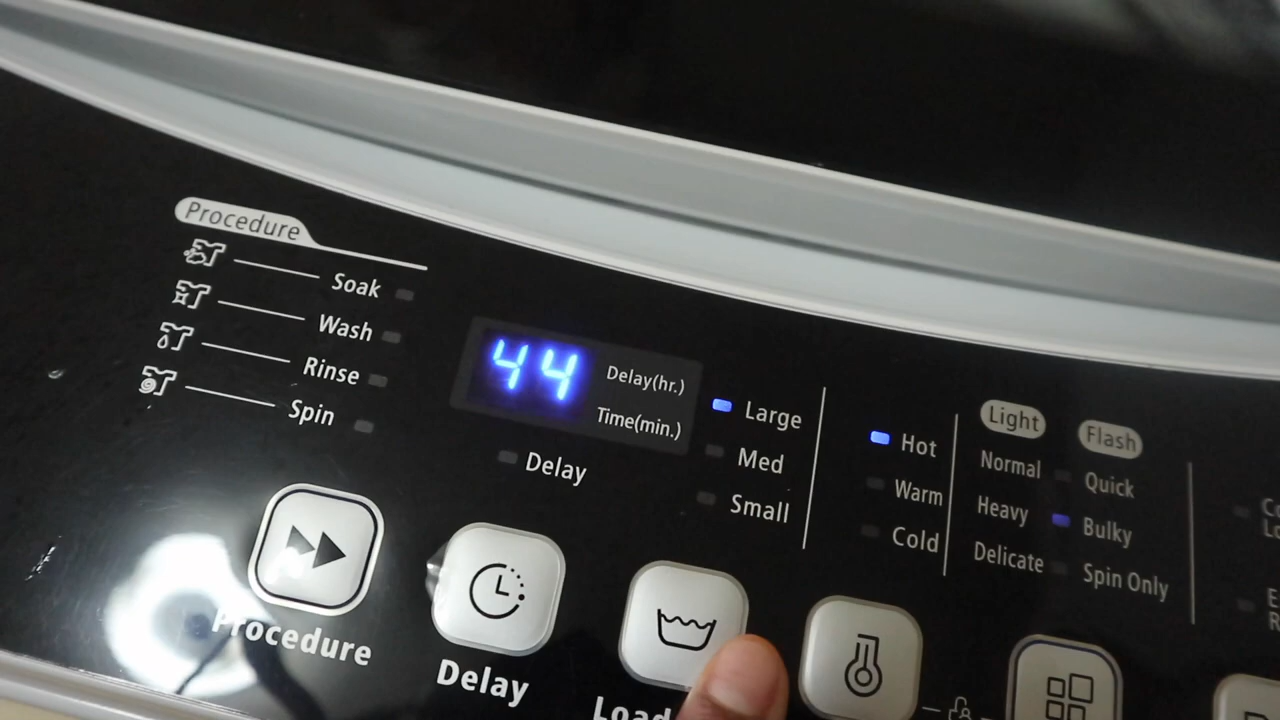 Procedure
Soak
Wash
Rinse
Spin
44
Delay(hr.)
Time(min.)
Delay
Large
Med
Small
Hot
Warm
Cold
Light
Flash
Normal
Quick
Heavy
Bulky
Delicate
Spin Only
Procedure
Delay
Load